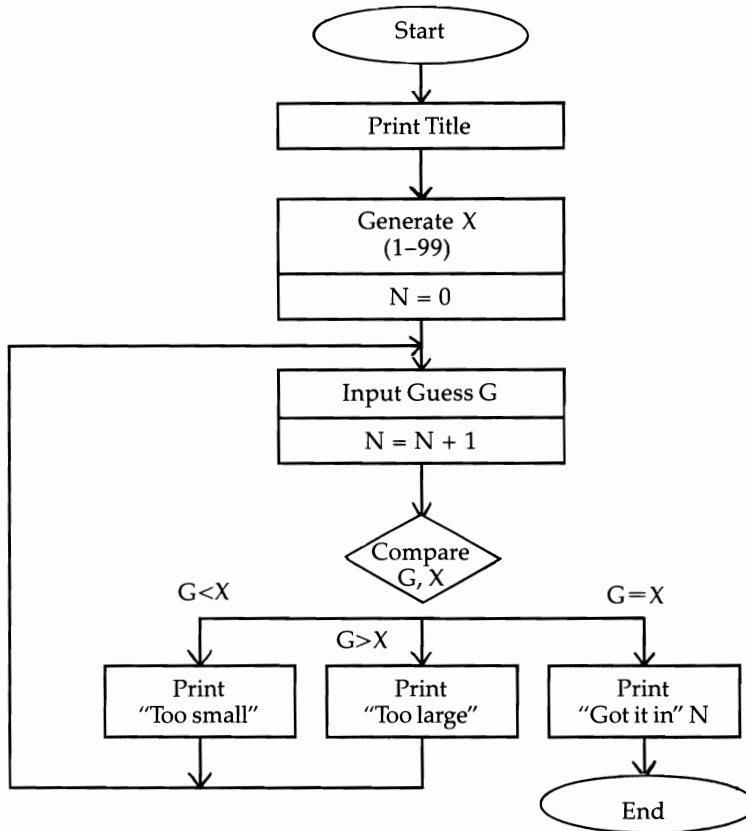 Start
Print Title
Generate X
(1–99)
N = 0
Input Guess G
N = N + 1
Compare
G, X
G<X
G>X
G=X
Print
“Too small”
Print
“Too large”
Print
“Got it in” N
End